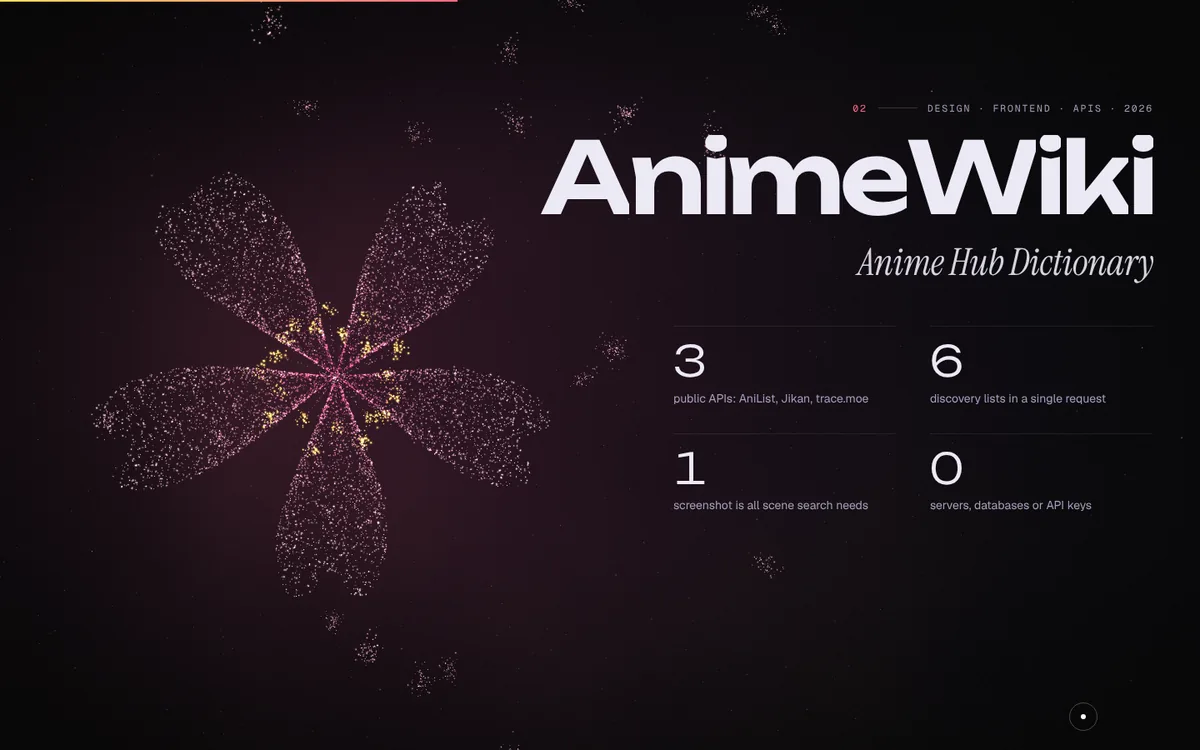 02 — DESIGN · FRONTEND · APIS · 2026
AnimeWiki
Anime Hub Dictionary
3
public APIs: AniList, Jikan, trace.moe
6
discovery lists in a single request
1
screenshot is all scene search needs
0
servers, databases or API keys